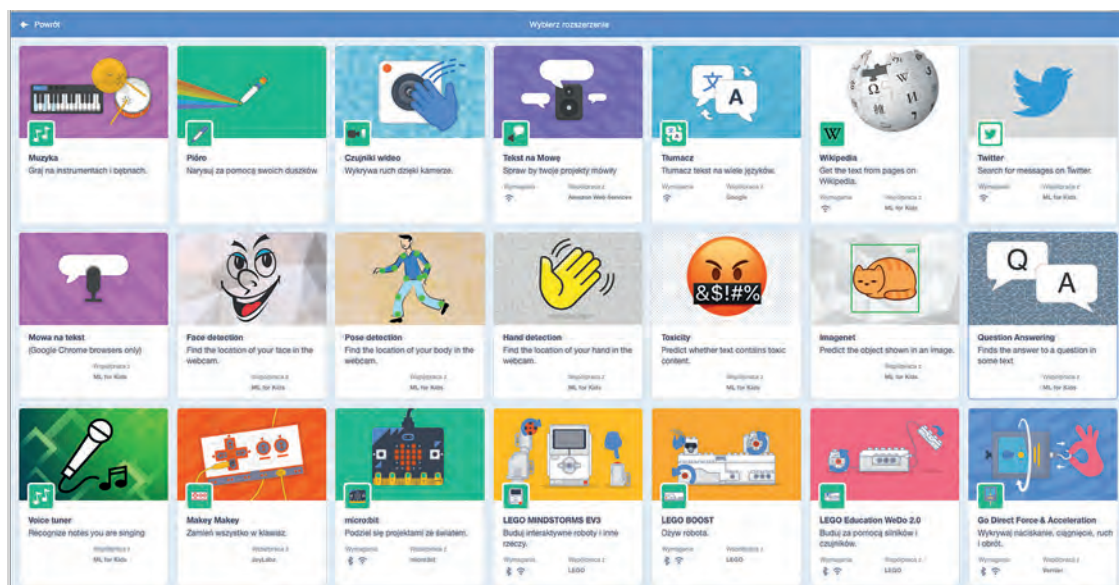 Powrót
Wybierz rozszerzenie
Muzyka
Graj na instrumentach i bębnach.
Pióro
Narysuj za pomocą swoich duszków.
Czujniki wideo
Wykrywa ruch dzięki kamerze.
Tekst na Mowę
Spraw by twoje projekty mówiły
Wymagania
Współpraca z
Amazon Web Services
文
A
Tłumacz
Tłumacz tekst na wiele języków.
Wymagania
Współpraca z
Google
Ω
W
И
W
Wikipedia
Get the text from pages on
Wikipedia.
Wymagania
Współpraca z
ML for Kids
Twitter
Search for messages on Twitter.
Wymagania
Współpraca z
ML for Kids
Mowa na tekst
(Google Chrome browsers only)
Współpraca z
ML for Kids
Face detection
Find the location of your face in the
webcam.
Współpraca z
ML for Kids
Pose detection
Find the location of your body in the
webcam.
Współpraca z
ML for Kids
Hand detection
Find the location of your hand in the
webcam.
Współpraca z
ML for Kids
&$!#%
Toxicity
Predict whether text contains toxic
content.
Współpraca z
ML for Kids
Imagenet
Predict the object shown in an image.
Współpraca z
ML for Kids
Q
A
Question Answering
Finds the answer to a question in
some text
Współpraca z
ML for Kids
Voice tuner
Recognize notes you are singing
Współpraca z
ML for Kids
Makey Makey
Zamień wszystko w klawisz.
Współpraca z
JoyLabz
micro:bit
Podziel się projektami ze światem.
Wymagania
Współpraca z
micro:bit
LEGO MINDSTORMS EV3
Buduj interaktywne roboty i inne
rzeczy.
Wymagania
Współpraca z
LEGO
LEGO BOOST
Ożyw robota.
Wymagania
Współpraca z
LEGO
LEGO Education WeDo 2.0
Buduj za pomocą silników i
czujników.
Wymagania
Współpraca z
LEGO
Go Direct Force & Acceleration
Wykrywaj naciskanie, ciągnięcie, ruch
i obrót.
Wymagania
Współpraca z
Vernier